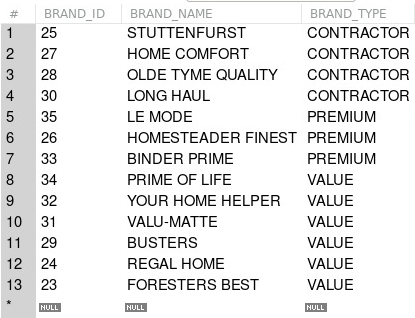 # BRAND_ID BRAND_NAME BRAND_TYPE
1 25 STUTTENFURST CONTRACTOR
2 27 HOME COMFORT CONTRACTOR
3 28 OLDE TYME QUALITY CONTRACTOR
4 30 LONG HAUL CONTRACTOR
5 35 LE MODE PREMIUM
6 26 HOMESTEADER FINEST PREMIUM
7 33 BINDER PRIME PREMIUM
8 34 PRIME OF LIFE VALUE
9 32 YOUR HOME HELPER VALUE
10 31 VALU-MATTE VALUE
11 29 BUSTERS VALUE
12 24 REGAL HOME VALUE
13 23 FORESTERS BEST VALUE
* NULL NULL NULL